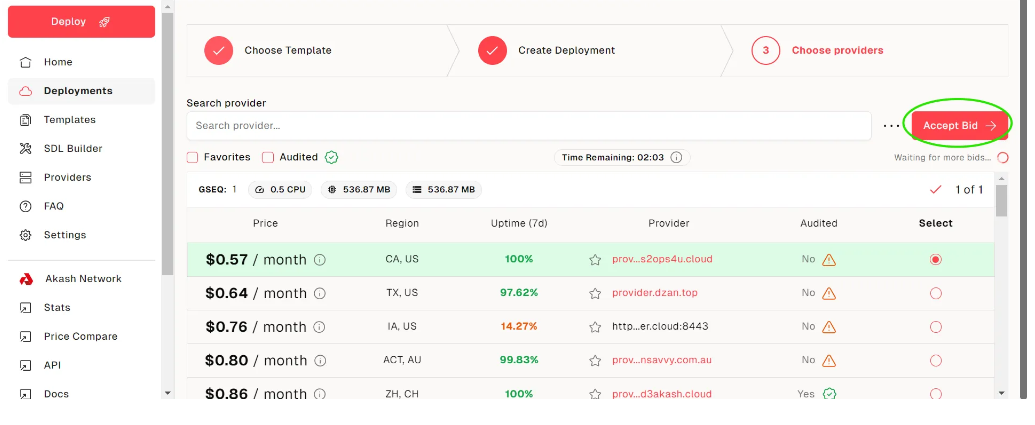 Deploy
Home
Deployments
Templates
SDL Builder
Providers
FAQ
Settings
Akash Network
Stats
Price Compare
API
Docs
Choose Template
Create Deployment
3 Choose providers
Search provider
Search provider...
... Accept Bid
Favorites Audited Time Remaining: 02:03 Waiting for more bids...
GSEQ: 1 0.5 CPU 536.87 MB 536.87 MB 1 of 1
Price Region Uptime (7d) Provider Audited Select
$0.57 / month CA, US 100% prov...s2ops4u.cloud No
$0.64 / month TX, US 97.62% provider.dzan.top No
$0.76 / month IA, US 14.27% http...er.cloud:8443 No
$0.80 / month ACT, AU 99.83% prov...nsavvy.com.au No
$0.86 / month ZH, CH 100% prov...d3akash.cloud Yes